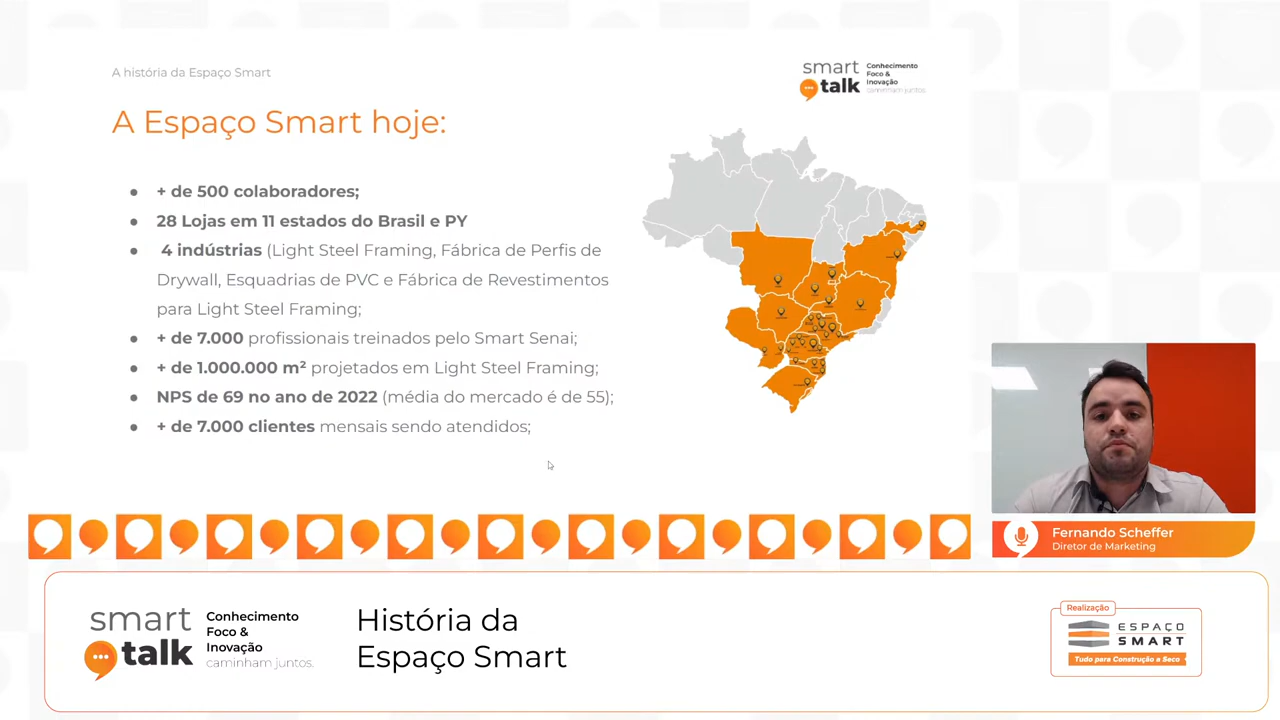 A história da Espaço Smart
smart
talk
Conhecimento
Foco &
Inovação
caminham juntos.
A Espaço Smart hoje:
+ de 500 colaboradores;
28 Lojas em 11 estados do Brasil e PY
4 indústrias (Light Steel Framing, Fábrica de Perfis de
Drywall, Esquadrias de PVC e Fábrica de Revestimentos
para Light Steel Framing;
+ de 7.000 profissionais treinados pelo Smart Senai;
+ de 1.000.000 m² projetados em Light Steel Framing;
NPS de 69 no ano de 2022 (média do mercado é de 55);
+ de 7.000 clientes mensais sendo atendidos;
Fernando Scheffer
Diretor de Marketing
smart
talk
Conhecimento
Foco &
Inovação
caminham juntos.
História da
Espaço Smart
Realização
ESPAÇO
SMART
Tudo para Construção a Seco